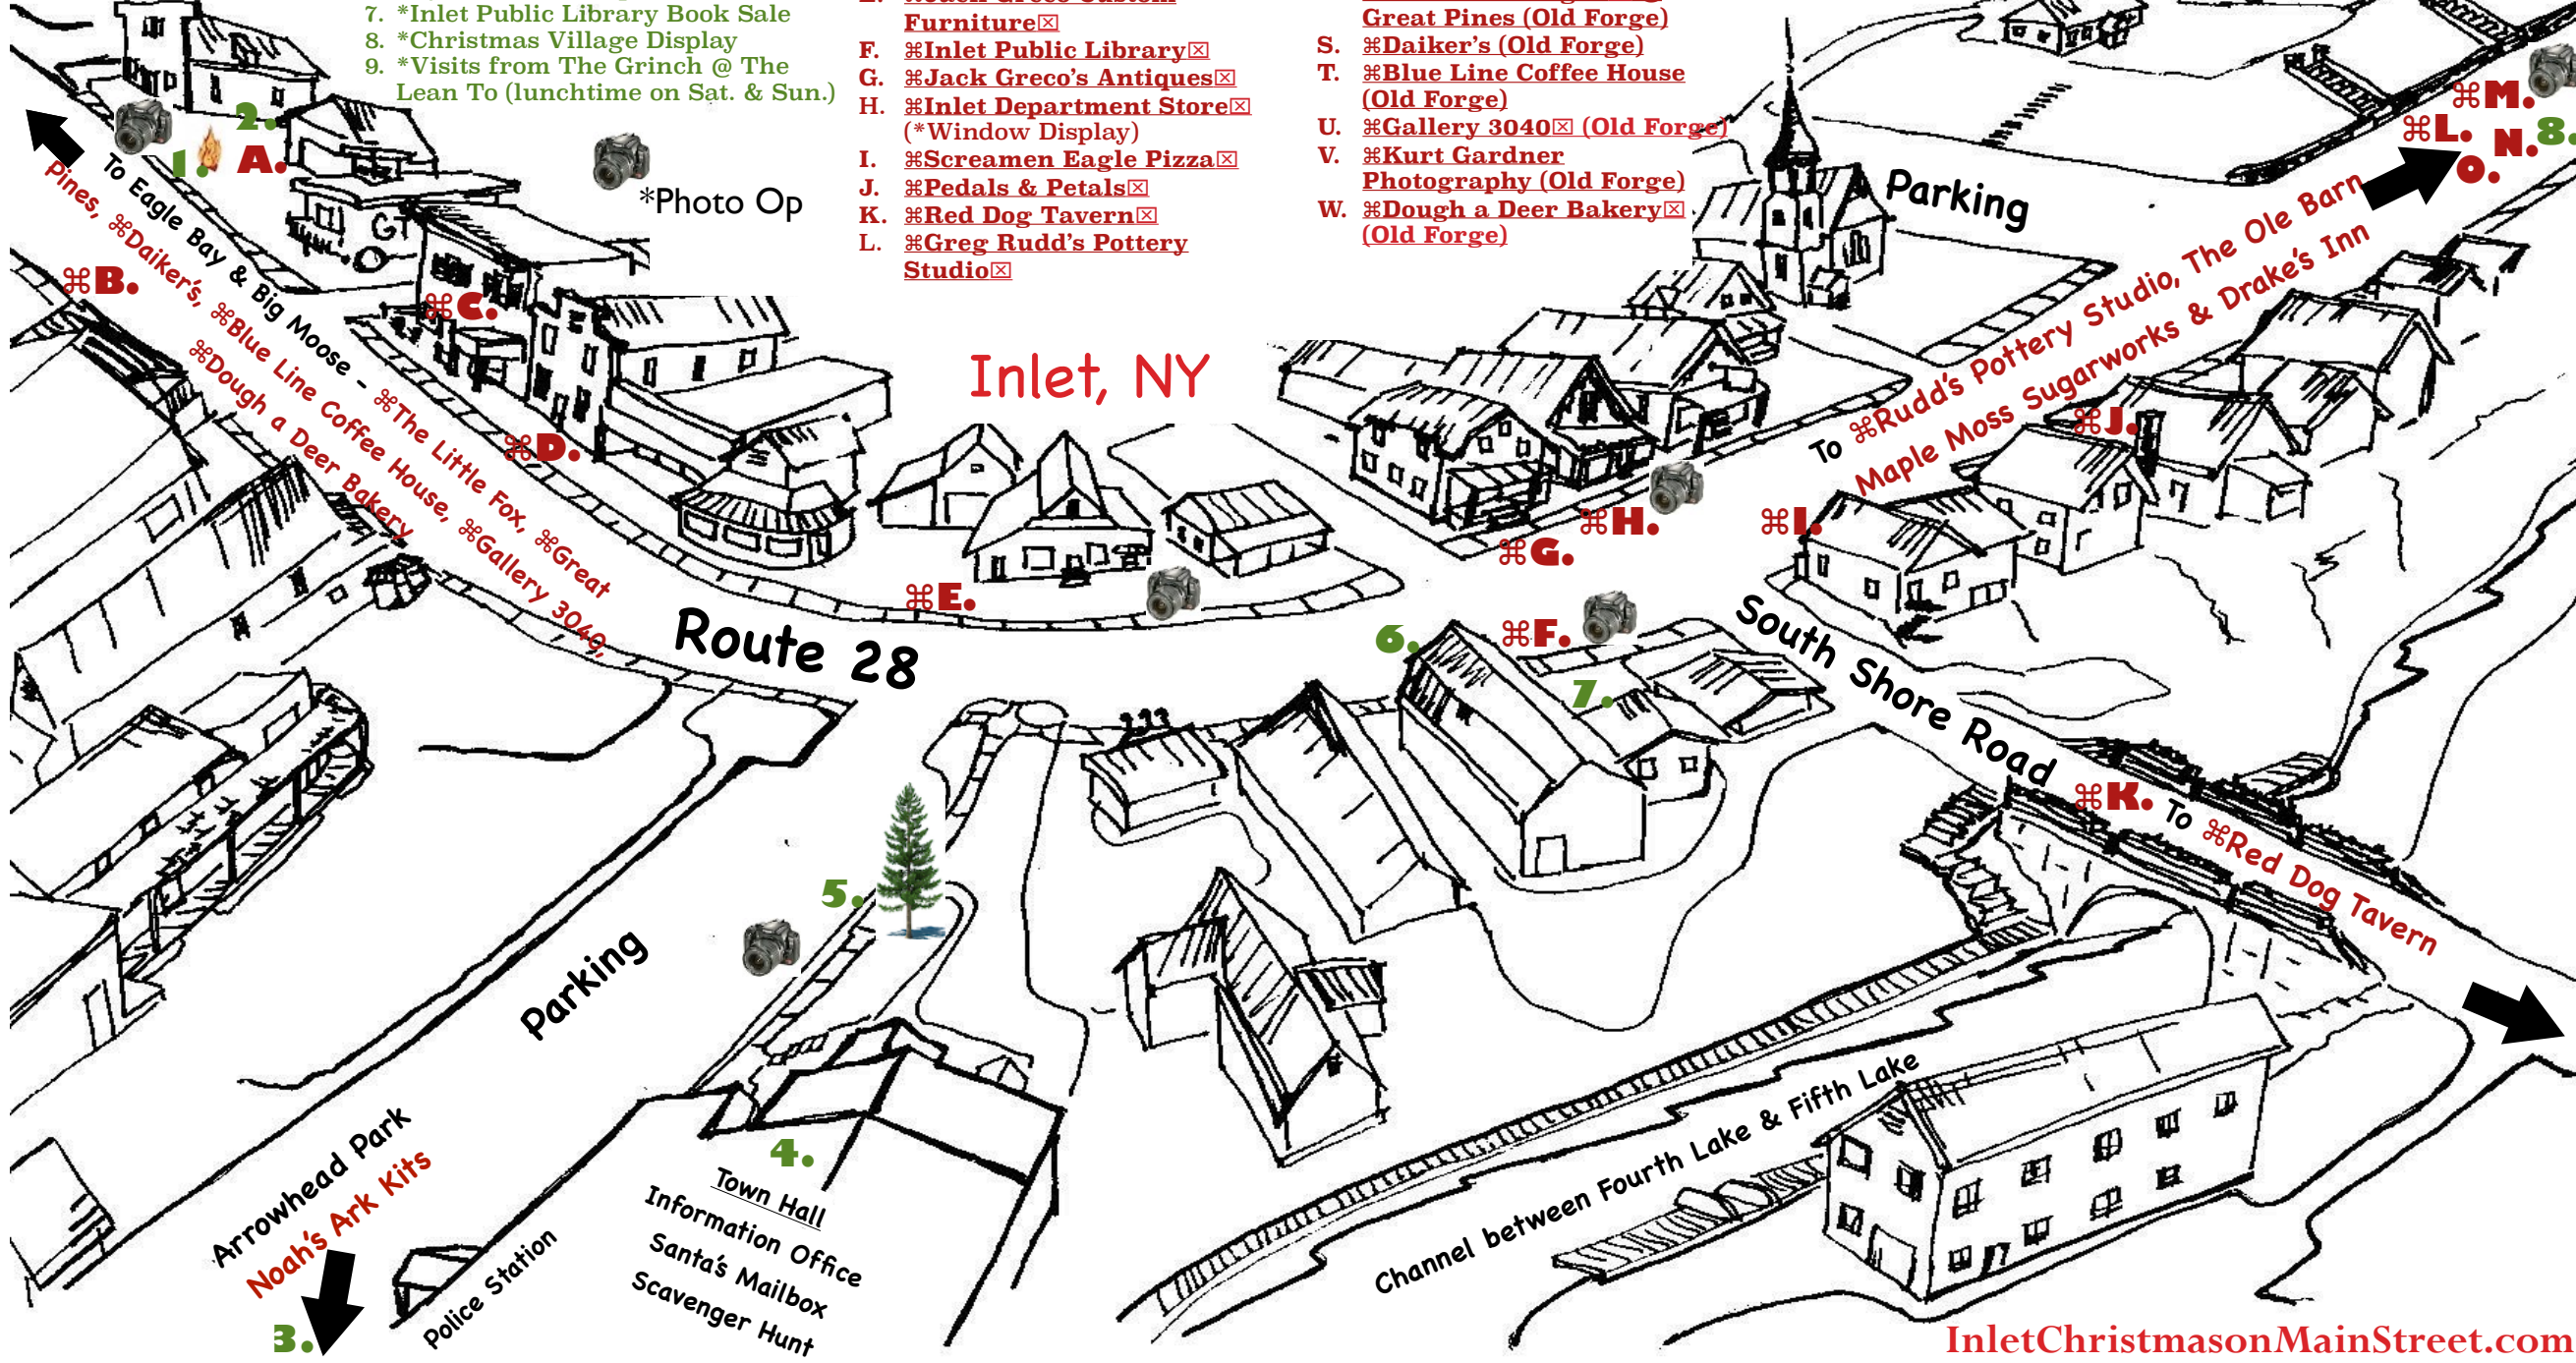 7. *Inlet Public Library Book Sale
8. *Christmas Village Display
9. *Visits from The Grinch @ The
Lean To (lunchtime on Sat. & Sun.)
Furniture☒
F. ⌘Inlet Public Library☒
G. ⌘Jack Greco's Antiques☒
H. ⌘Inlet Department Store☒
(*Window Display)
I. ⌘Screamen Eagle Pizza☒
J. ⌘Pedals & Petals☒
K. ⌘Red Dog Tavern☒
L. ⌘Greg Rudd's Pottery
Studio☒
Great Pines (Old Forge)
S. ⌘Daiker's (Old Forge)
T. ⌘Blue Line Coffee House
(Old Forge)
U. ⌘Gallery 3040☒ (Old Forge)
V. ⌘Kurt Gardner
Photography (Old Forge)
W. ⌘Dough a Deer Bakery☒
(Old Forge)
*Photo Op
1.
2.
A.
GT
⌘B.
⌘C.
⌘D.
To Eagle Bay & Big Moose - ⌘The Little Fox, ⌘Great
Pines, ⌘Daiker's, ⌘Blue Line Coffee House, ⌘Gallery 3040,
⌘Dough a Deer Bakery
Inlet, NY
Parking
⌘M.
⌘L.
N.
8.
O.
To ⌘Rudd's Pottery Studio, The Ole Barn
Maple Moss Sugarworks & Drake's Inn
⌘J.
⌘I.
⌘H.
⌘G.
⌘E.
⌘F.
6.
7.
Route 28
South Shore Road
⌘K.
To ⌘Red Dog Tavern
5.
Parking
4.
Town Hall
Information Office
Santa's Mailbox
Scavenger Hunt
Arrowhead Park
Noah's Ark Kits
3.
Police Station
Channel between Fourth Lake & Fifth Lake
InletChristmasonMainStreet.com